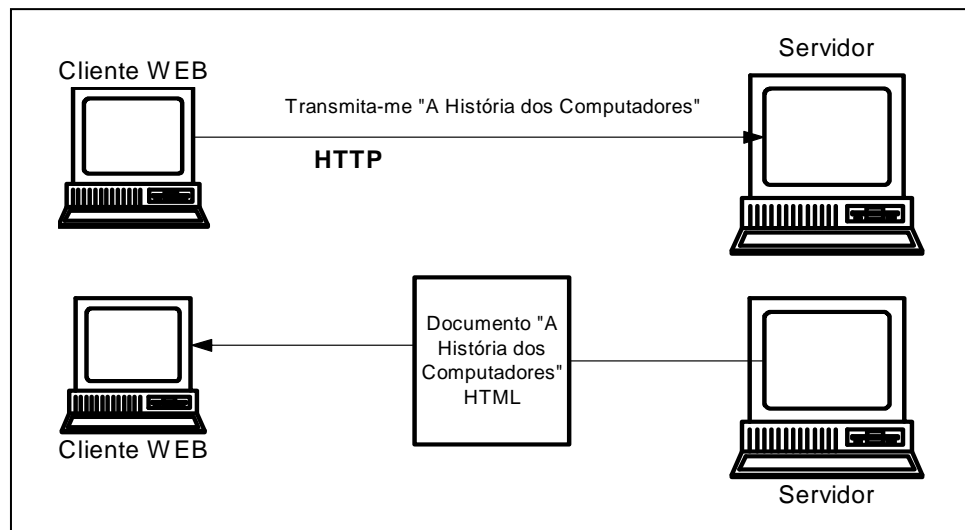 Cliente WEB
Servidor
Transmita-me "A História dos Computadores"
HTTP
Documento "A
História dos
Computadores"
HTML
Cliente WEB
Servidor